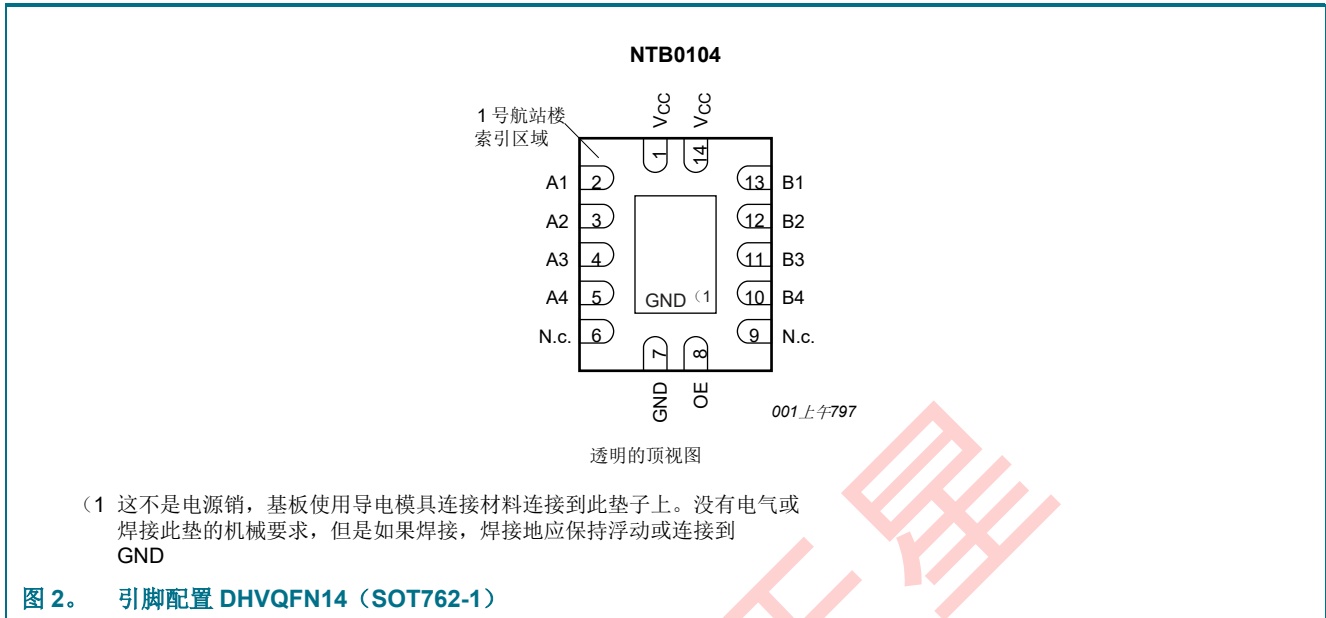 NTB0104
1 号航站楼
索引区域
VCC
VCC
1
14
A1
2
13
B1
A2
3
12
B2
A3
4
11
B3
A4
5
GND（1
10
B4
N.c.
6
9
N.c.
7
8
GND
OE
001上午797
透明的顶视图
（1 这不是电源销，基板使用导电模具连接材料连接到此垫子上。没有电气或
焊接此垫的机械要求，但是如果焊接，焊接地应保持浮动或连接到
GND
图 2。 引脚配置 DHVQFN14（SOT762-1）